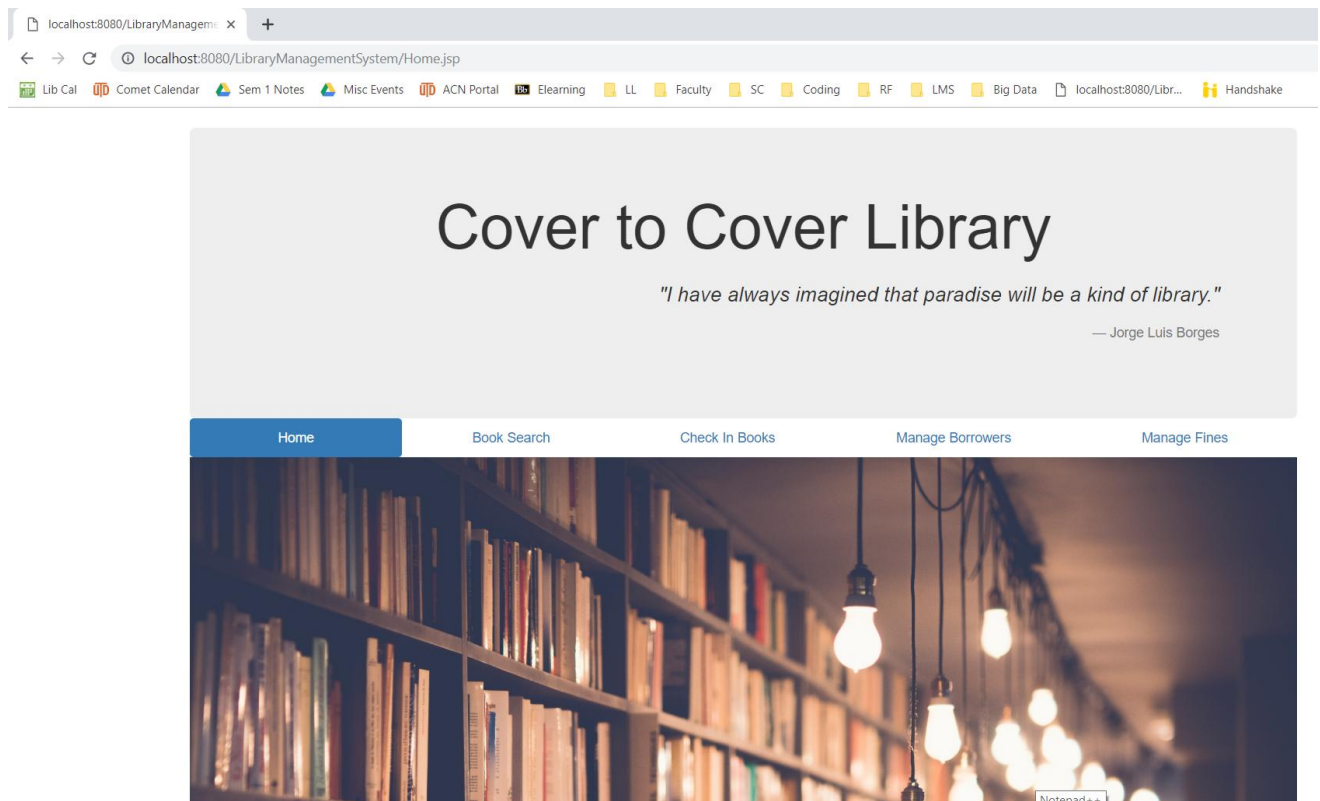 localhost:8080/LibraryManageme
localhost:8080/LibraryManagementSystem/Home.jsp
Lib Cal UTD Comet Calendar Sem 1 Notes Misc Events UTD ACN Portal Bb Elearning LL Faculty SC Coding RF LMS Big Data localhost:8080/Libr... Handshake
Cover to Cover Library
"I have always imagined that paradise will be a kind of library."
— Jorge Luis Borges
Home Book Search Check In Books Manage Borrowers Manage Fines
Notepad++